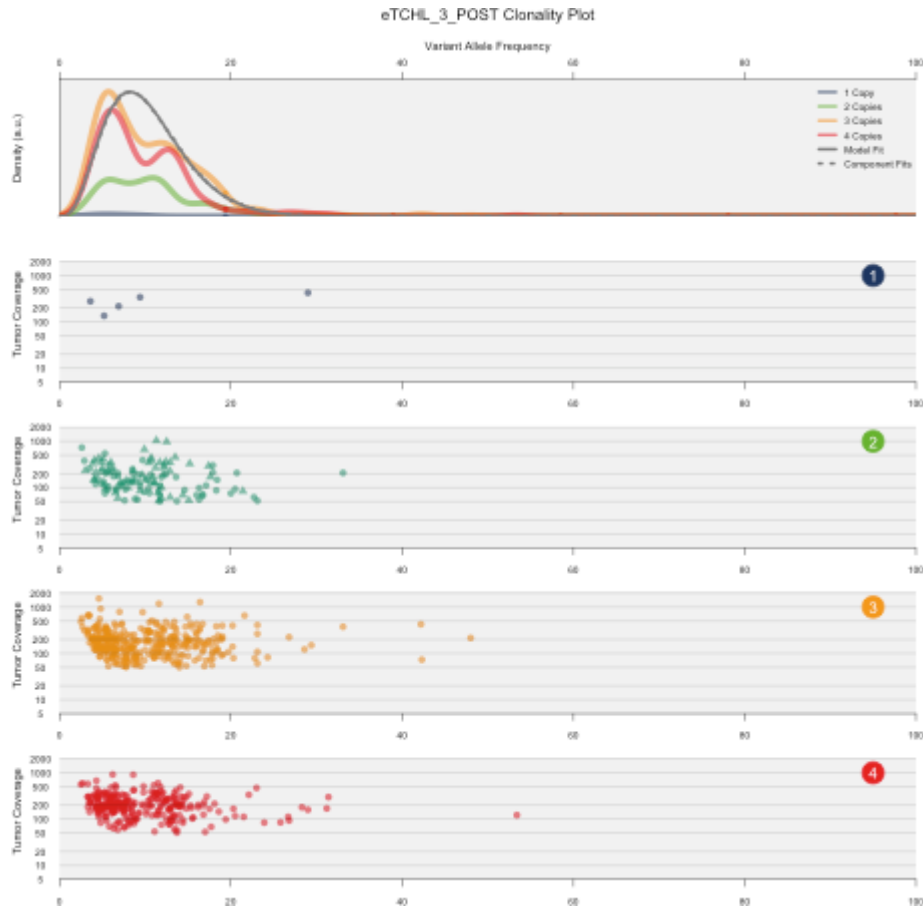 eTCHL_3_POST Clonality Plot
Variant Allele Frequency
0 20 40 60 80 100
Density (a.u.)
1 Copy
2 Copies
3 Copies
4 Copies
Model Fit
Component Fits
Tumor Coverage
2000
1000
500
200
100
50
20
10
5
1
0 20 40 60 80 100
Tumor Coverage
2000
1000
500
200
100
50
20
10
5
2
0 20 40 60 80 100
Tumor Coverage
2000
1000
500
200
100
50
20
10
5
3
0 20 40 60 80 100
Tumor Coverage
2000
1000
500
200
100
50
20
10
5
4
0 20 40 60 80 100